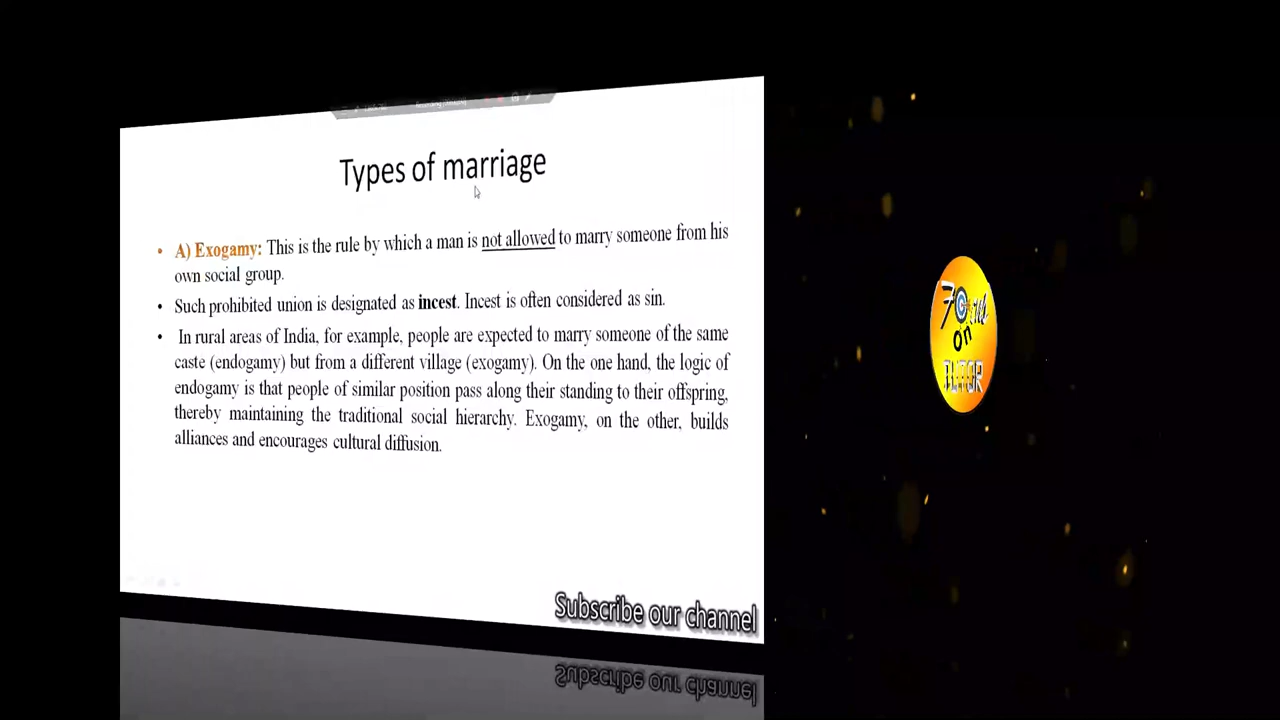 Types of marriage
• A) Exogamy: This is the rule by which a man is not allowed to marry someone from his
own social group.
• Such prohibited union is designated as incest. Incest is often considered as sin.
• In rural areas of India, for example, people are expected to marry someone of the same
caste (endogamy) but from a different village (exogamy). On the one hand, the logic of
endogamy is that people of similar position pass along their standing to their offspring,
thereby maintaining the traditional social hierarchy. Exogamy, on the other, builds
alliances and encourages cultural diffusion.
Subscribe our channel
on
TUTOR